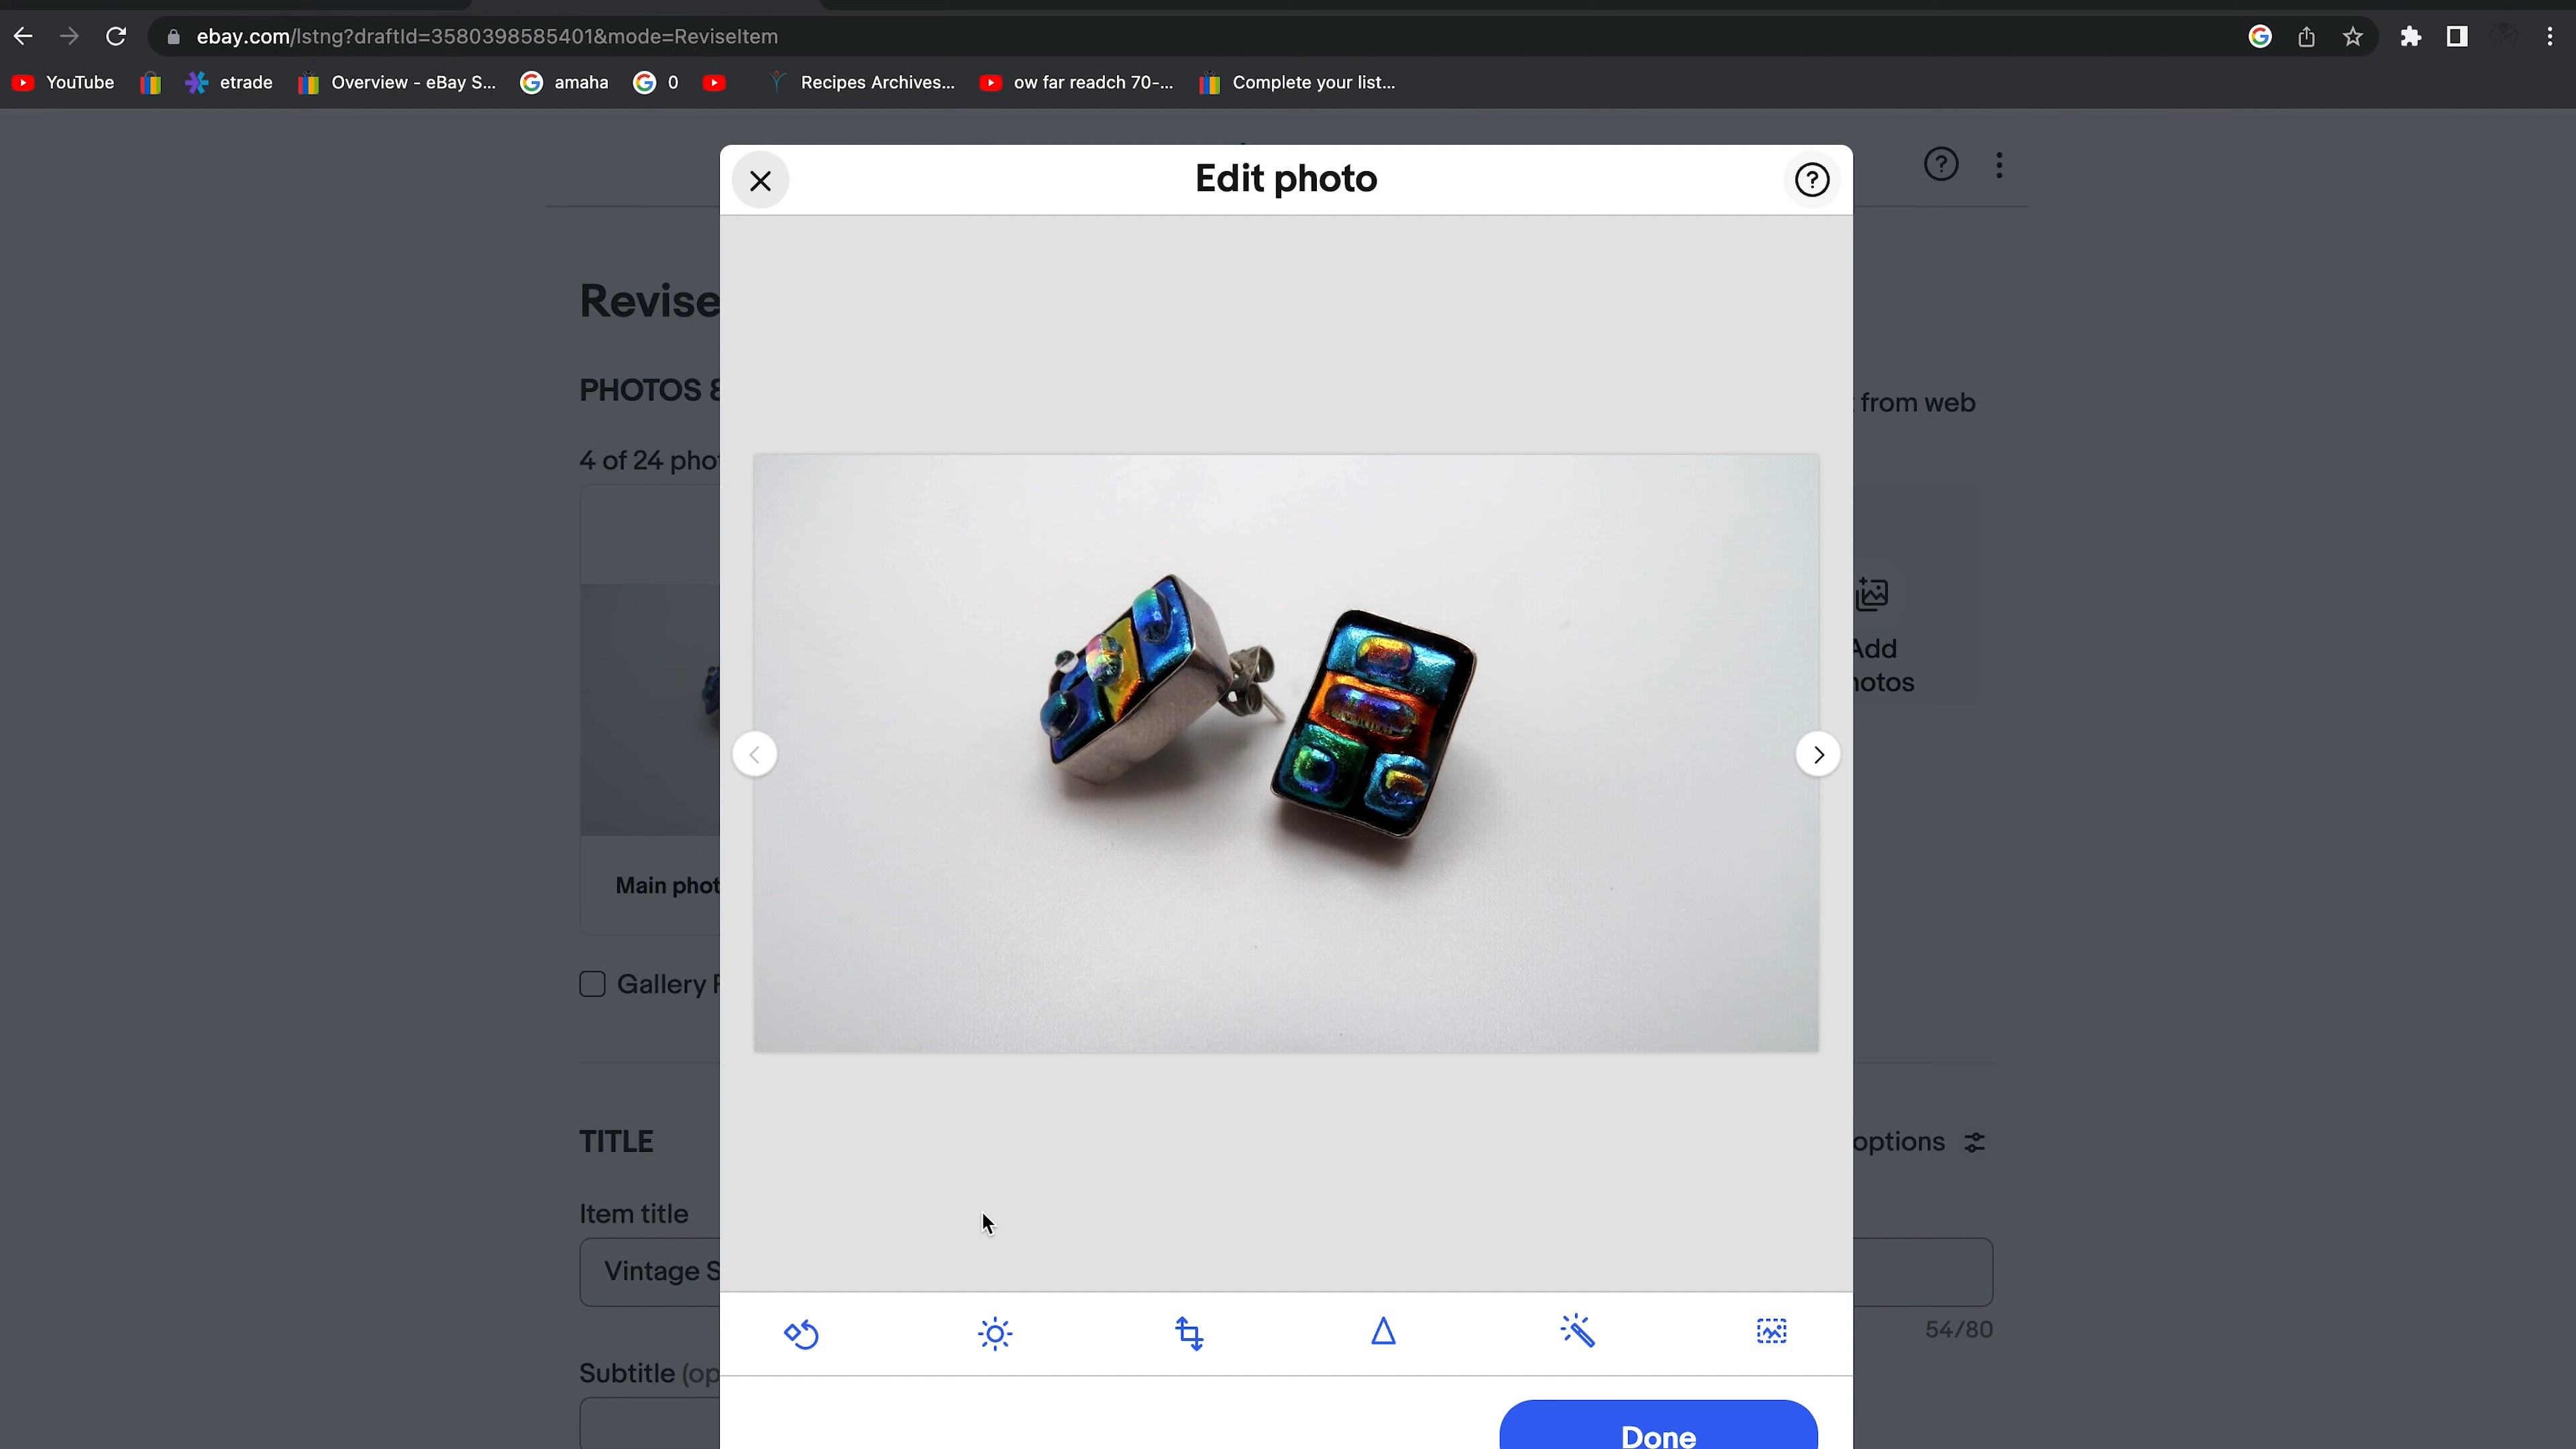 ebay.com/lstng?draftId=3580398585401&mode=ReviseItem
YouTube etrade Overview - eBay S... amaha 0 Recipes Archives... ow far readch 70-... Complete your list...
Edit photo
Revise
PHOTOS &
from web
4 of 24 phot
Add
hotos
Main phot
Gallery P
TITLE
options
Item title
Vintage S
54/80
Subtitle (op
Done